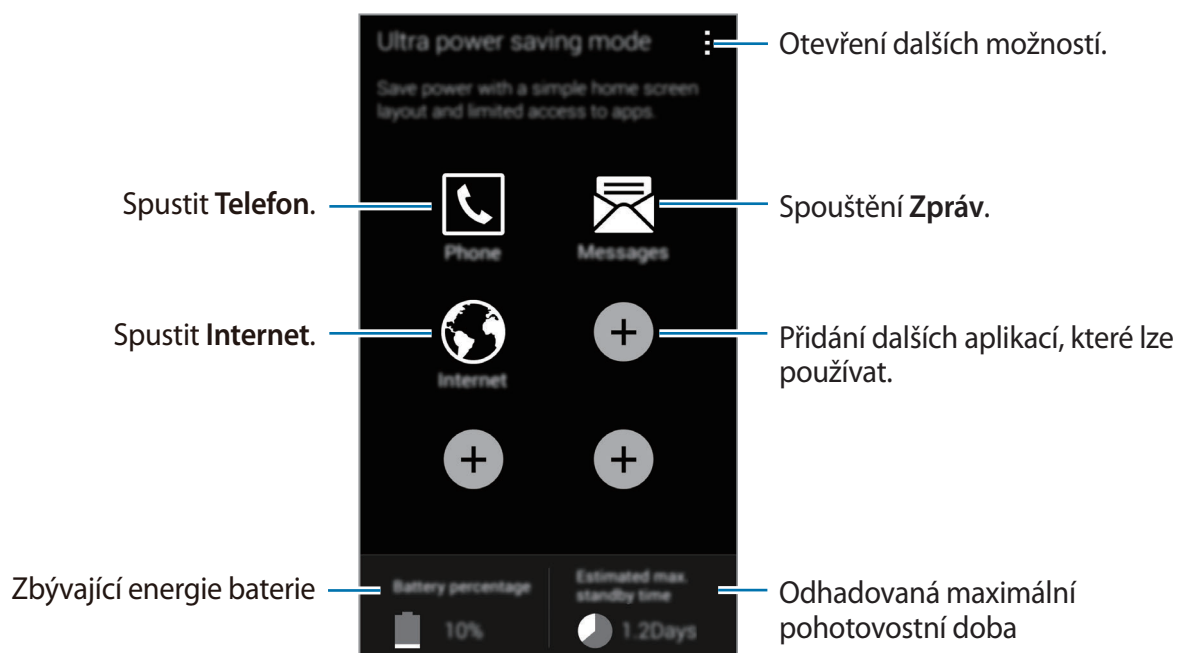 Ultra power saving mode
Otevření dalších možností.
Save power with a simple home screen
layout and limited access to apps.
Spustit Telefon.
Phone
Messages
Spouštění Zpráv.
Spustit Internet.
Internet
Přidání dalších aplikací, které lze
používat.
Zbývající energie baterie
Battery percentage
10%
Estimated max.
standby time
1.2Days
Odhadovaná maximální
pohotovostní doba